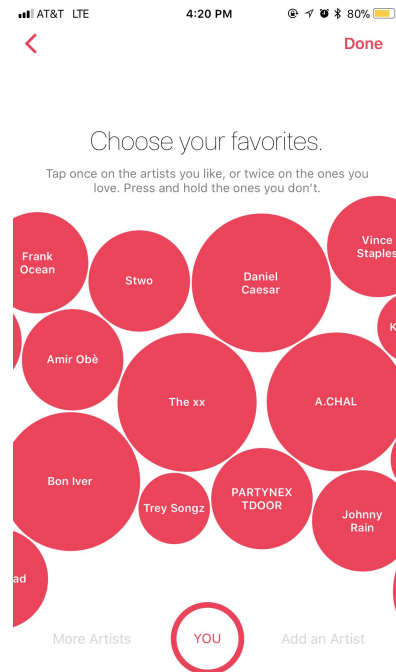 AT&T LTE 4:20 PM 80%
Done
Choose your favorites.
Tap once on the artists you like, or twice on the ones you
love. Press and hold the ones you don't.
Vince
Staples
Frank
Ocean
Stwo
Daniel
Caesar
K
Amir Obè
The xx
A.CHAL
Bon Iver
Trey Songz
PARTYNEX
TDOOR
Johnny
Rain
ad
More Artists
YOU
Add an Artist